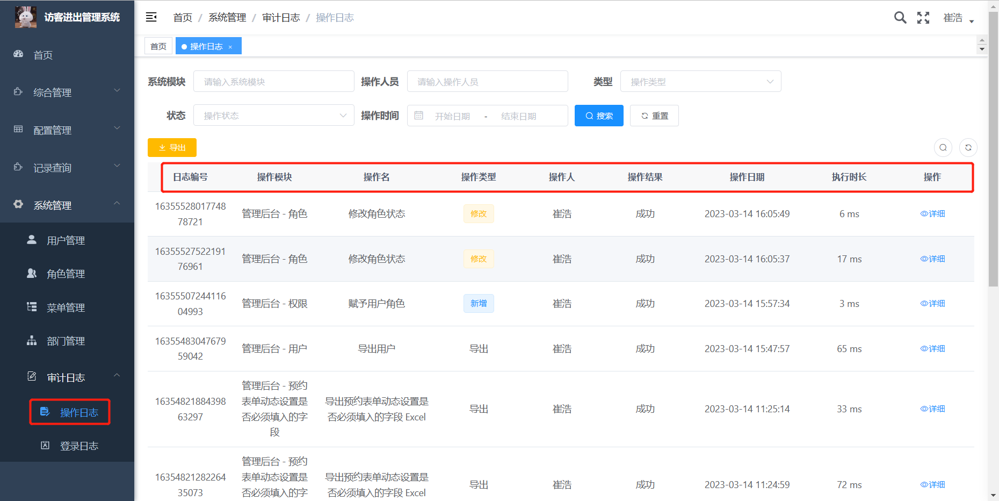 访客进出管理系统
首页
综合管理
配置管理
记录查询
系统管理
用户管理
角色管理
菜单管理
部门管理
审计日志
操作日志
登录日志
首页 / 系统管理 / 审计日志 / 操作日志
崔浩
首页
操作日志 ×
系统模块 请输入系统模块 操作人员 请输入操作人员 类型 操作类型
状态 操作状态 操作时间 开始日期 - 结束日期 搜索 重置
导出
日志编号 操作模块 操作名 操作类型 操作人 操作结果 操作日期 执行时长 操作
16355528017748
78721
管理后台 - 角色 修改角色状态 修改 崔浩 成功 2023-03-14 16:05:49 6 ms 详细
16355527522191
76961
管理后台 - 角色 修改角色状态 修改 崔浩 成功 2023-03-14 16:05:37 17 ms 详细
16355507244116
04993
管理后台 - 权限 赋予用户角色 新增 崔浩 成功 2023-03-14 15:57:34 3 ms 详细
16355483047679
59042
管理后台 - 用户 导出用户 导出 崔浩 成功 2023-03-14 15:47:57 65 ms 详细
16354821884398
63297
管理后台 - 预约
表单动态设置是
否必须填入的字
段
导出预约表单动态设置是
否必须填入的字段 Excel
导出 崔浩 成功 2023-03-14 11:25:14 33 ms 详细
16354821282264
35073
管理后台 - 预约
表单动态设置是
否必须填入的字
导出预约表单动态设置是
否必须填入的字段 Excel
导出 崔浩 成功 2023-03-14 11:24:59 72 ms 详细